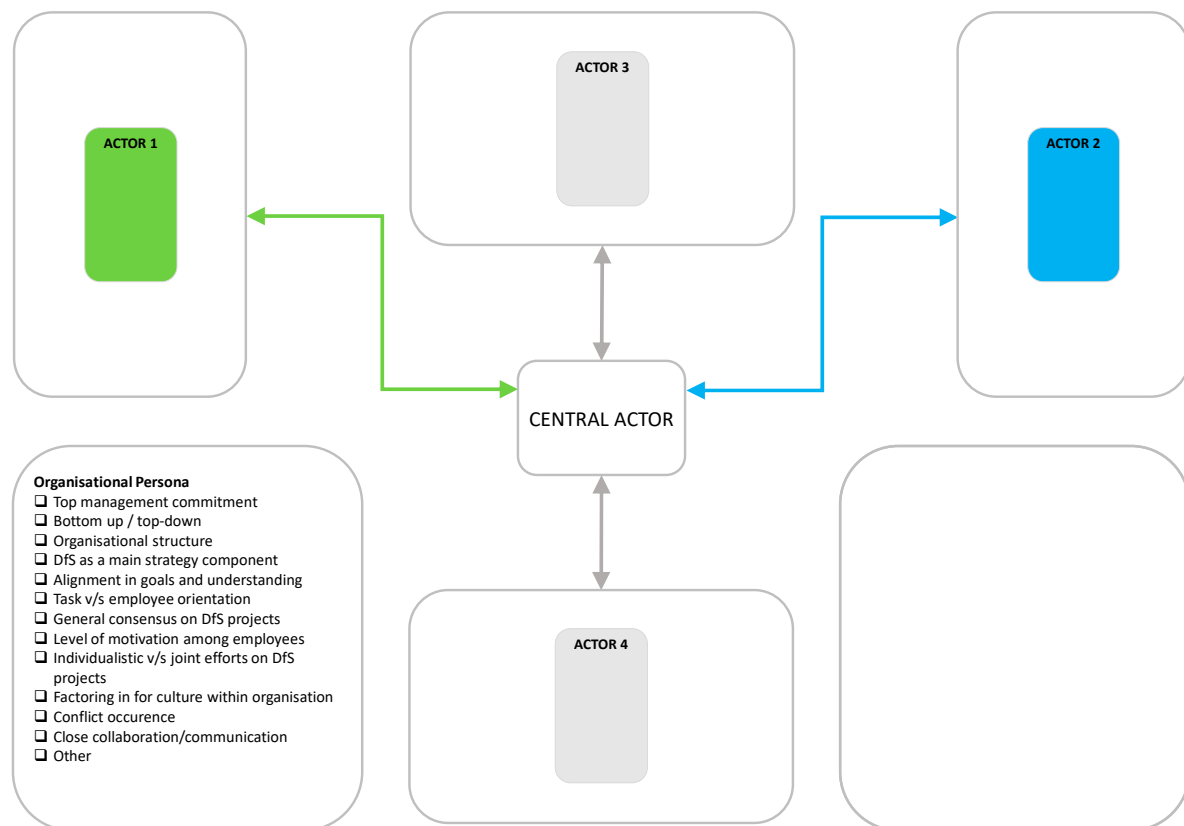 ACTOR 3
ACTOR 1
ACTOR 2
CENTRAL ACTOR
Organisational Persona
❑ Top management commitment
❑ Bottom up / top-down
❑ Organisational structure
❑ DfS as a main strategy component
❑ Alignment in goals and understanding
❑ Task v/s employee orientation
❑ General consensus on DfS projects
❑ Level of motivation among employees
❑ Individualistic v/s joint efforts on DfS
projects
❑ Factoring in for culture within organisation
❑ Conflict occurence
❑ Close collaboration/communication
❑ Other
ACTOR 4